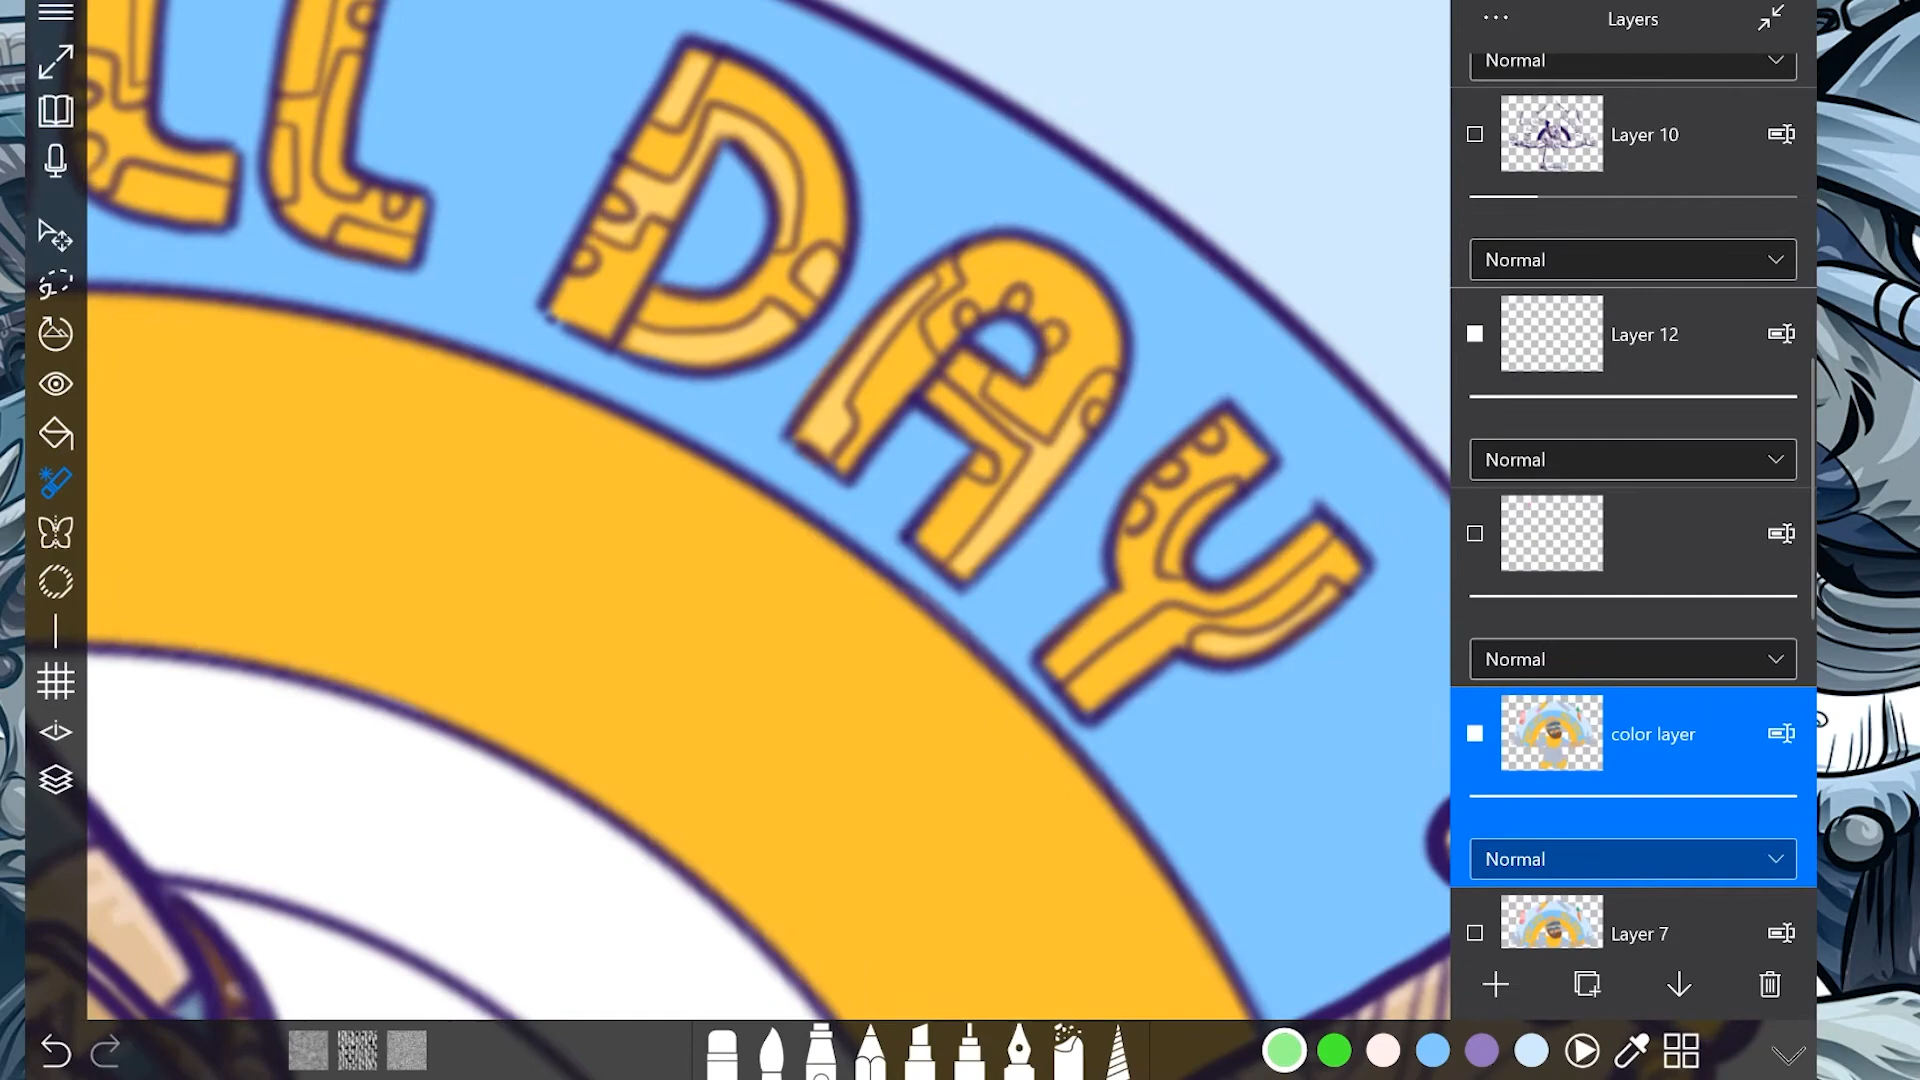 LL DAY
Layers
Normal
Layer 10
Normal
Layer 12
Normal
Normal
color layer
Normal
Layer 7